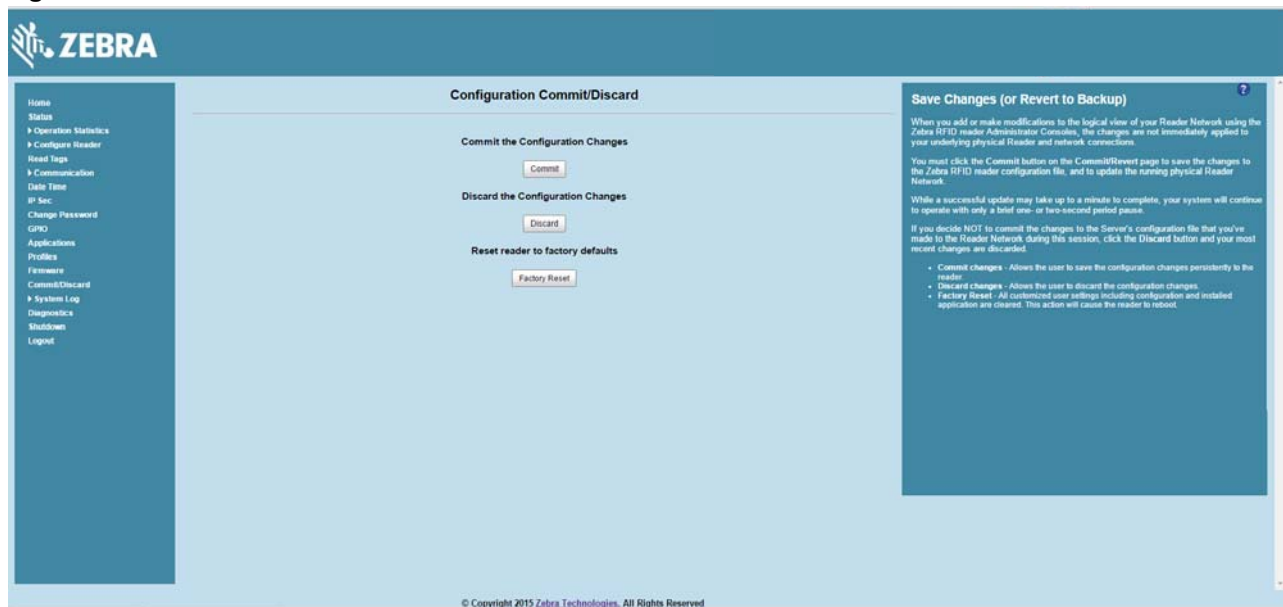 ZEBRA
Home
Status
Operation Statistics
Configure Reader
Read Tags
Communication
Date Time
IP Sec
Change Password
GPIO
Applications
Profiles
Firmware
Commit/Discard
System Log
Diagnostics
Shutdown
Logout
Configuration Commit/Discard
Commit the Configuration Changes
Commit
Discard the Configuration Changes
Discard
Reset reader to factory defaults
Factory Reset
?
Save Changes (or Revert to Backup)
When you add or make modifications to the logical view of your Reader Network using the
Zebra RFID reader Administrator Consoles, the changes are not immediately applied to
your underlying physical Reader and network connections.
You must click the Commit button on the Commit/Revert page to save the changes to
the Zebra RFID reader configuration file, and to update the running physical Reader
Network.
While a successful update may take up to a minute to complete, your system will continue
to operate with only a brief one- or two-second period pause.
If you decide NOT to commit the changes to the Server's configuration file that you've
made to the Reader Network during this session, click the Discard button and your most
recent changes are discarded.
• Commit changes - Allows the user to save the configuration changes persistently to the
reader.
• Discard changes - Allows the user to discard the configuration changes.
• Factory Reset - All customized user settings including configuration and installed
application are cleared. This action will cause the reader to reboot.
© Copyright 2015 Zebra Technologies. All Rights Reserved